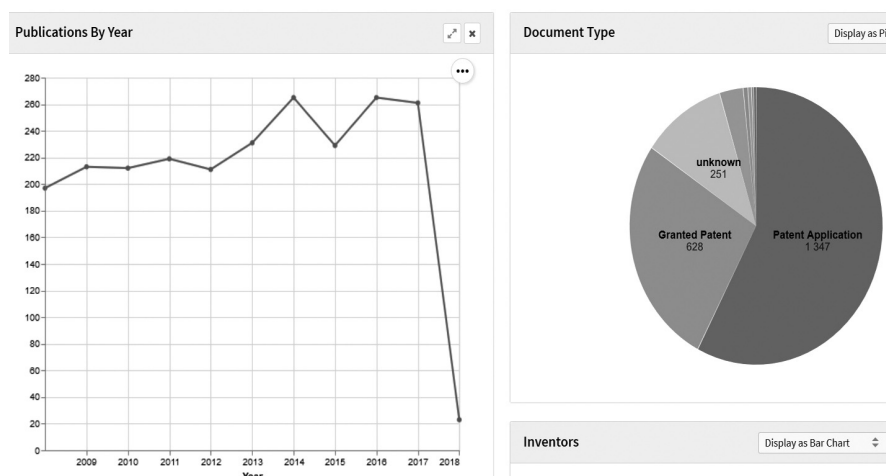 Publications By Year
280
260
240
220
200
180
160
140
120
100
80
60
40
20
0
2009 2010 2011 2012 2013 2014 2015 2016 2017 2018
Year
Document Type
Display as Pi
unknown
251
Granted Patent
628
Patent Application
1 347
Inventors
Display as Bar Chart